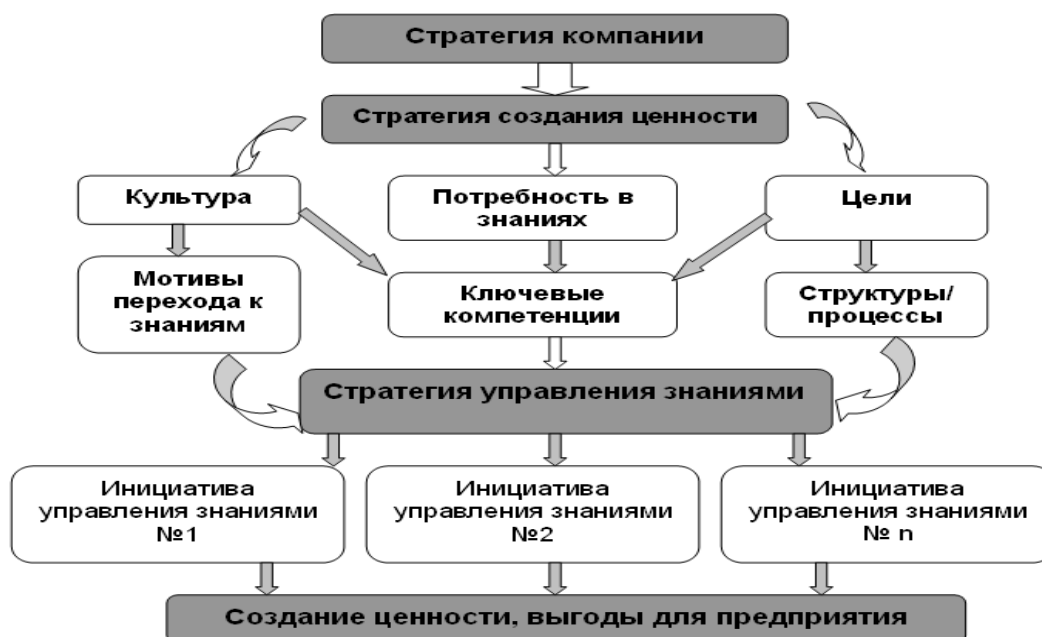 Стратегия компании
Стратегия создания ценности
Культура
Потребность в
знаниях
Цели
Мотивы
перехода к
знаниям
Ключевые
компетенции
Структуры/
процессы
Стратегия управления знаниями
Инициатива
управления знаниями
№1
Инициатива
управления знаниями
№2
Инициатива
управления знаниями
№ n
Создание ценности, выгоды для предприятия